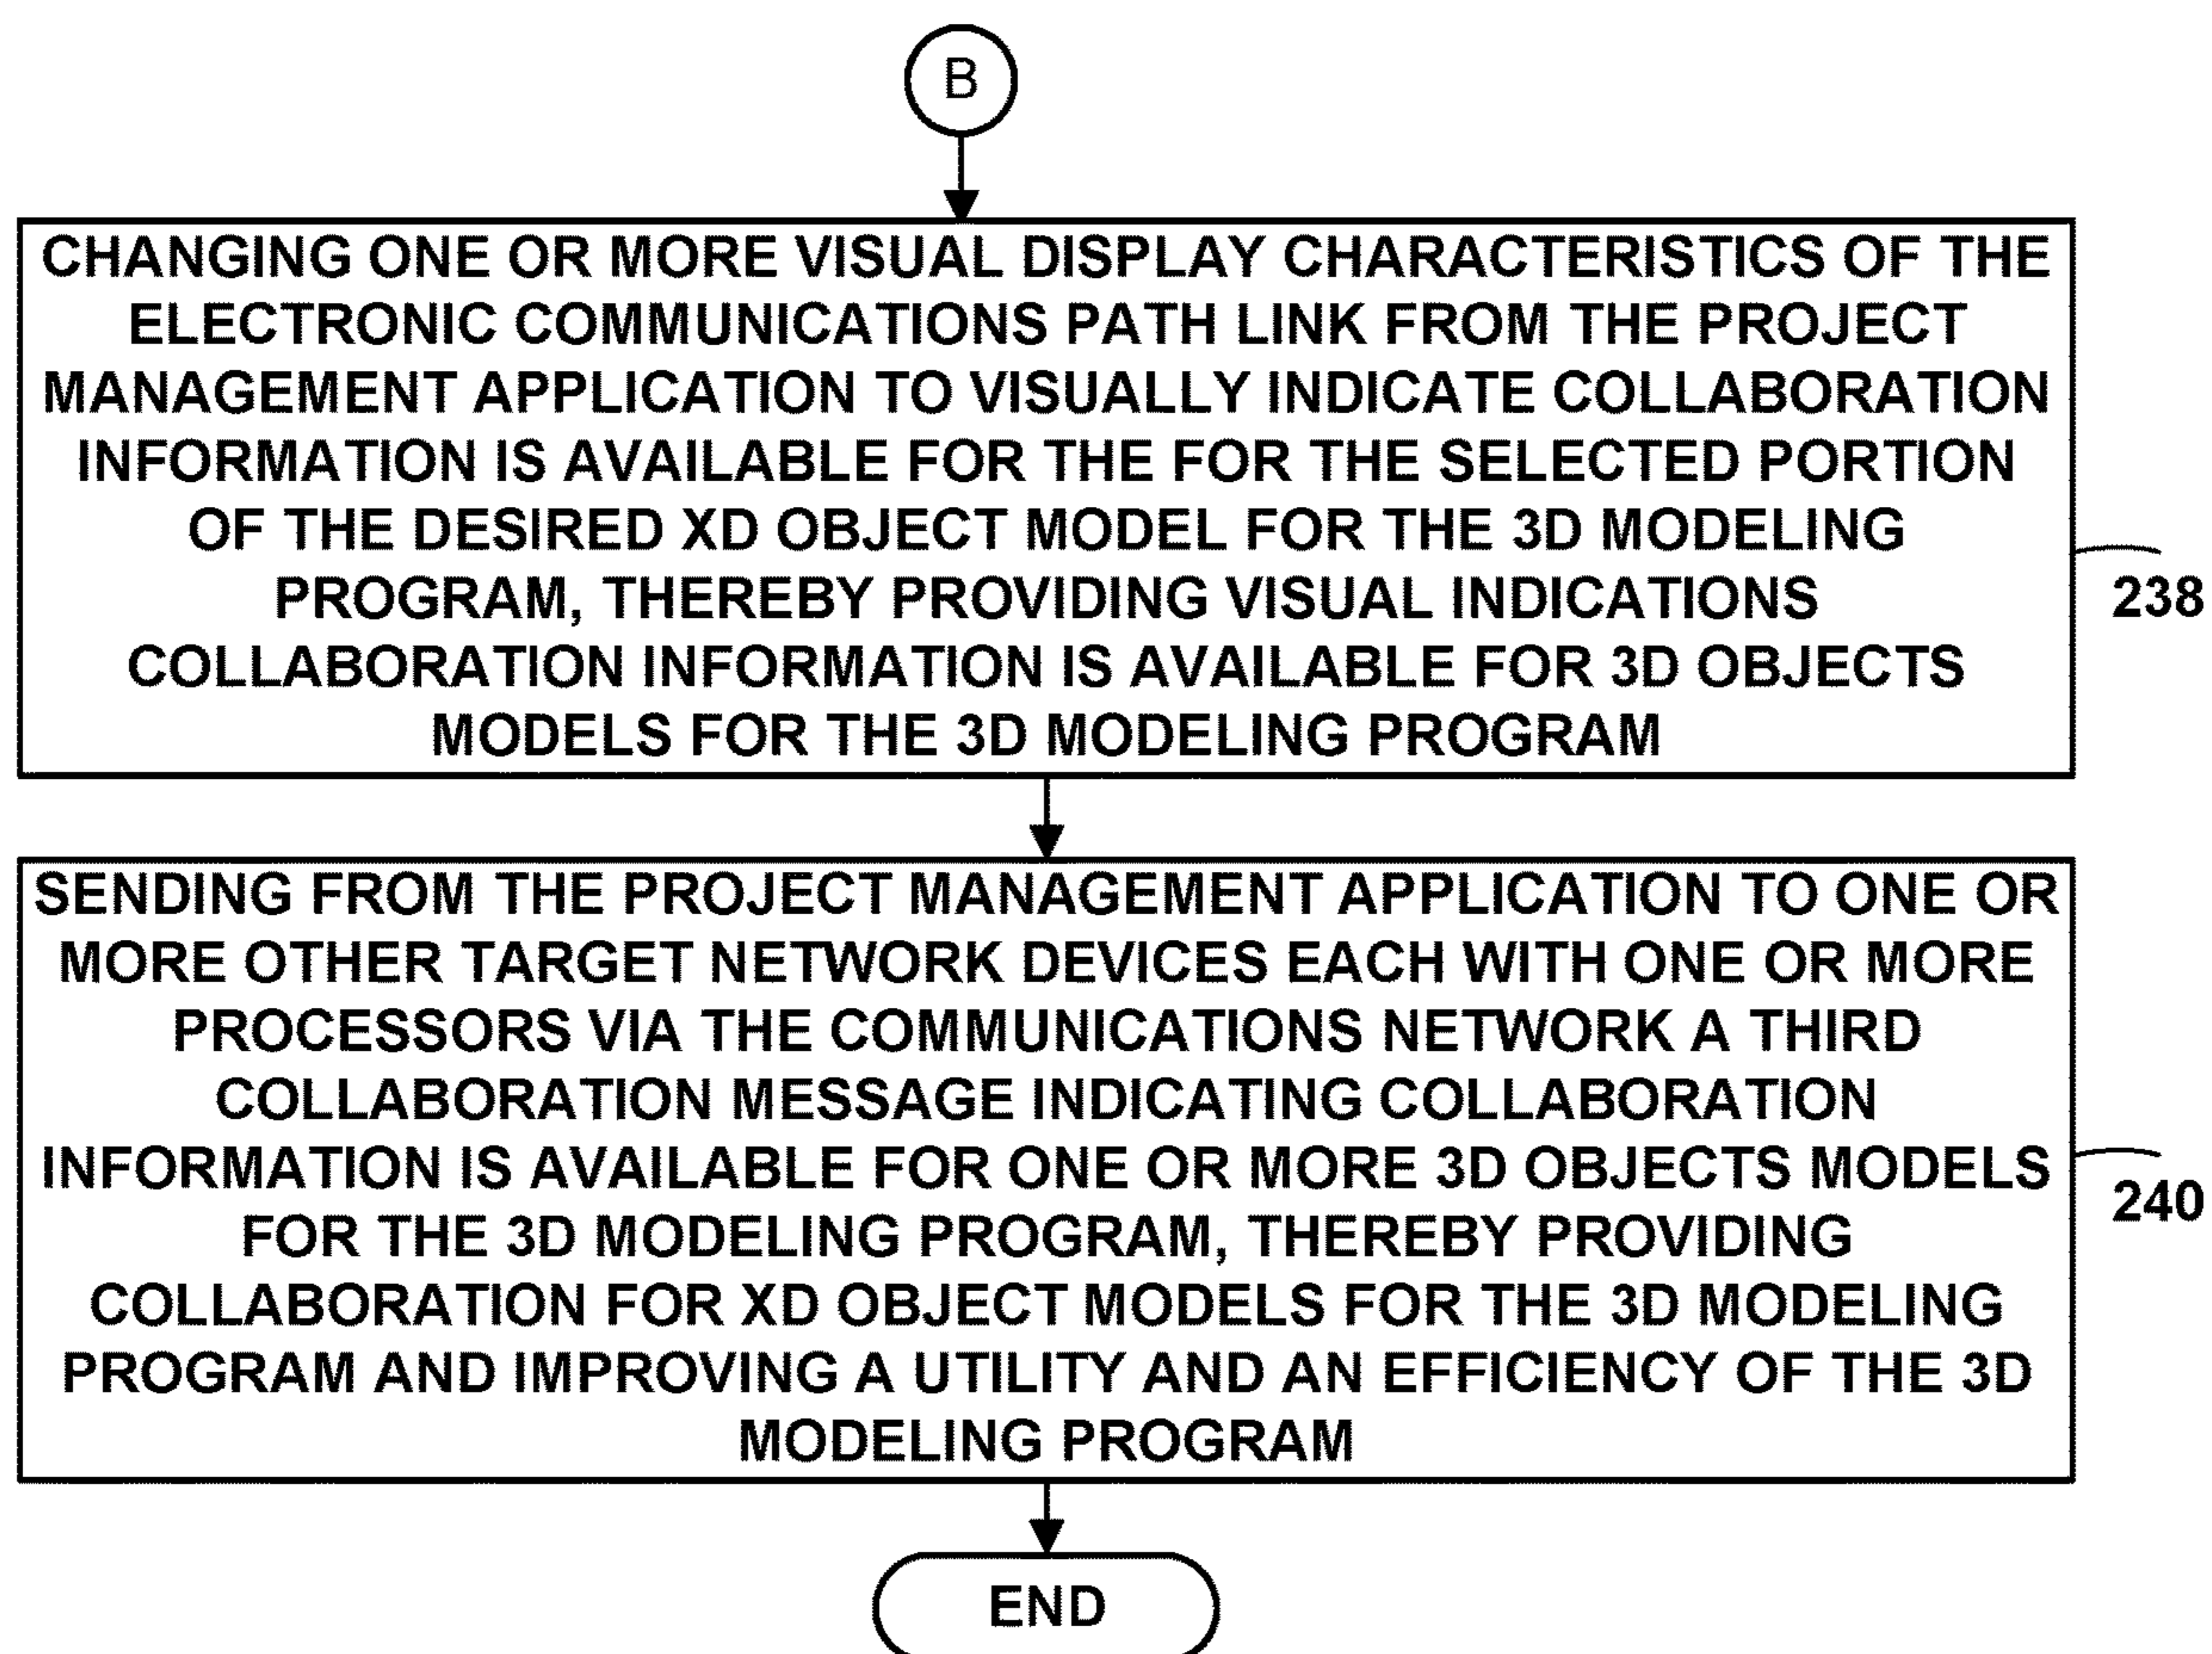 B
CHANGING ONE OR MORE VISUAL DISPLAY CHARACTERISTICS OF THE
ELECTRONIC COMMUNICATIONS PATH LINK FROM THE PROJECT
MANAGEMENT APPLICATION TO VISUALLY INDICATE COLLABORATION
INFORMATION IS AVAILABLE FOR THE FOR THE SELECTED PORTION
OF THE DESIRED XD OBJECT MODEL FOR THE 3D MODELING
PROGRAM, THEREBY PROVIDING VISUAL INDICATIONS
COLLABORATION INFORMATION IS AVAILABLE FOR 3D OBJECTS
MODELS FOR THE 3D MODELING PROGRAM
238
SENDING FROM THE PROJECT MANAGEMENT APPLICATION TO ONE OR
MORE OTHER TARGET NETWORK DEVICES EACH WITH ONE OR MORE
PROCESSORS VIA THE COMMUNICATIONS NETWORK A THIRD
COLLABORATION MESSAGE INDICATING COLLABORATION
INFORMATION IS AVAILABLE FOR ONE OR MORE 3D OBJECTS MODELS
FOR THE 3D MODELING PROGRAM, THEREBY PROVIDING
COLLABORATION FOR XD OBJECT MODELS FOR THE 3D MODELING
PROGRAM AND IMPROVING A UTILITY AND AN EFFICIENCY OF THE 3D
MODELING PROGRAM
240
END